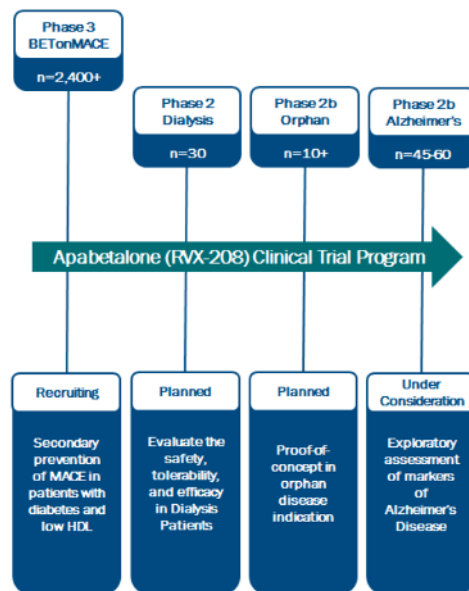 Phase 3
BETonMACE
n=2,400+
Phase 2
Dialysis
n=30
Phase 2b
Orphan
n=10+
Phase 2b
Alzheimer's
n=45-60
Apabetalone (RVX-208) Clinical Trial Program
Recruiting
Secondary
prevention
of MACE in
patients with
diabetes and
low HDL
Planned
Evaluate the
safety,
tolerability,
and efficacy
in Dialysis
Patients
Planned
Proof-of-
concept in
orphan
disease
indication
Under
Consideration
Exploratory
assessment
of markers
of
Alzheimer's
Disease